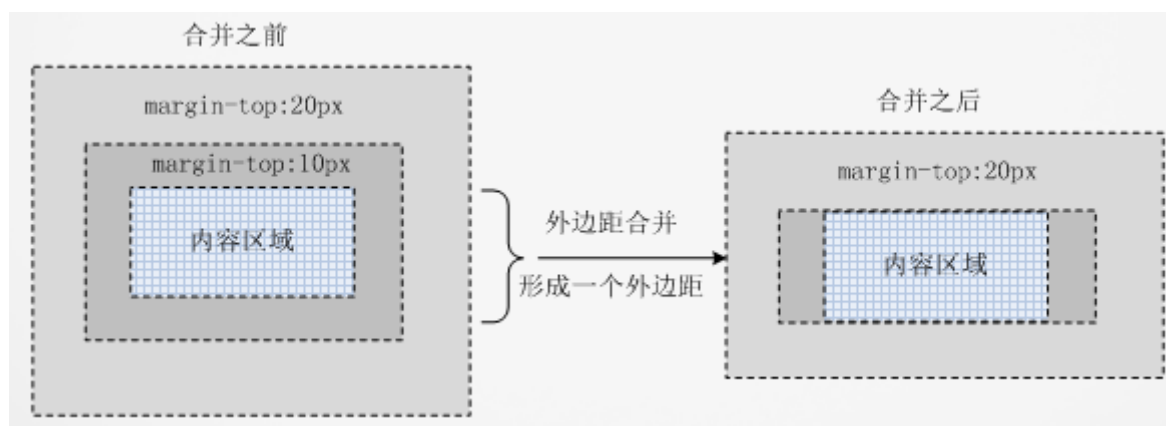 合并之前
margin-top:20px
margin-top:10px
内容区域
外边距合并
形成一个外边距
合并之后
margin-top:20px
内容区域